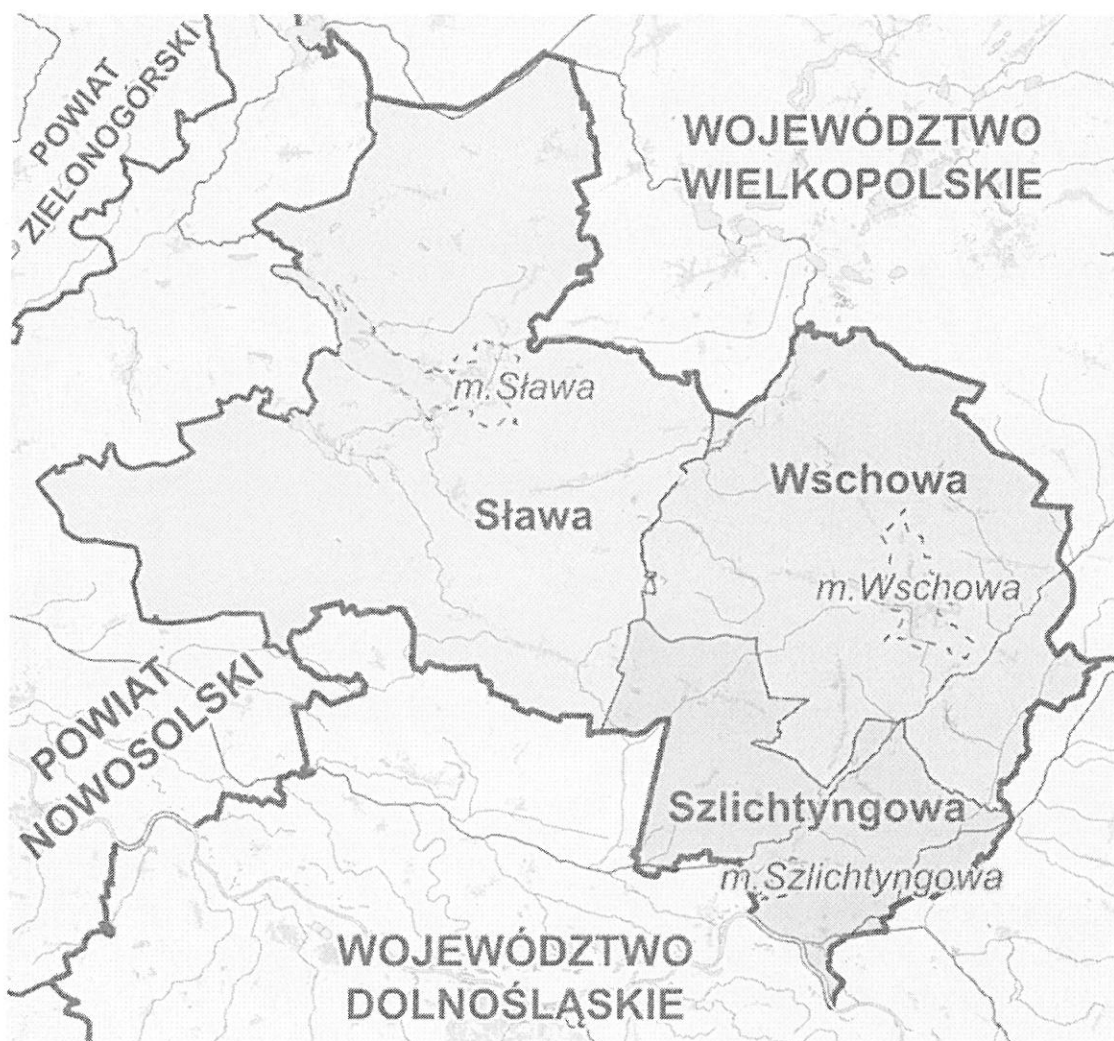 POWIAT
ZIELONOGÓRSKI
WOJEWÓDZTWO
WIELKOPOLSKIE
m.Sława
Wschowa
Sława
m.Wschowa
POWIAT
NOWOSOLSKI
Szlichtyngowa
m.Szlichtyngowa
WOJEWÓDZTWO
DOLNOŚLĄSKIE